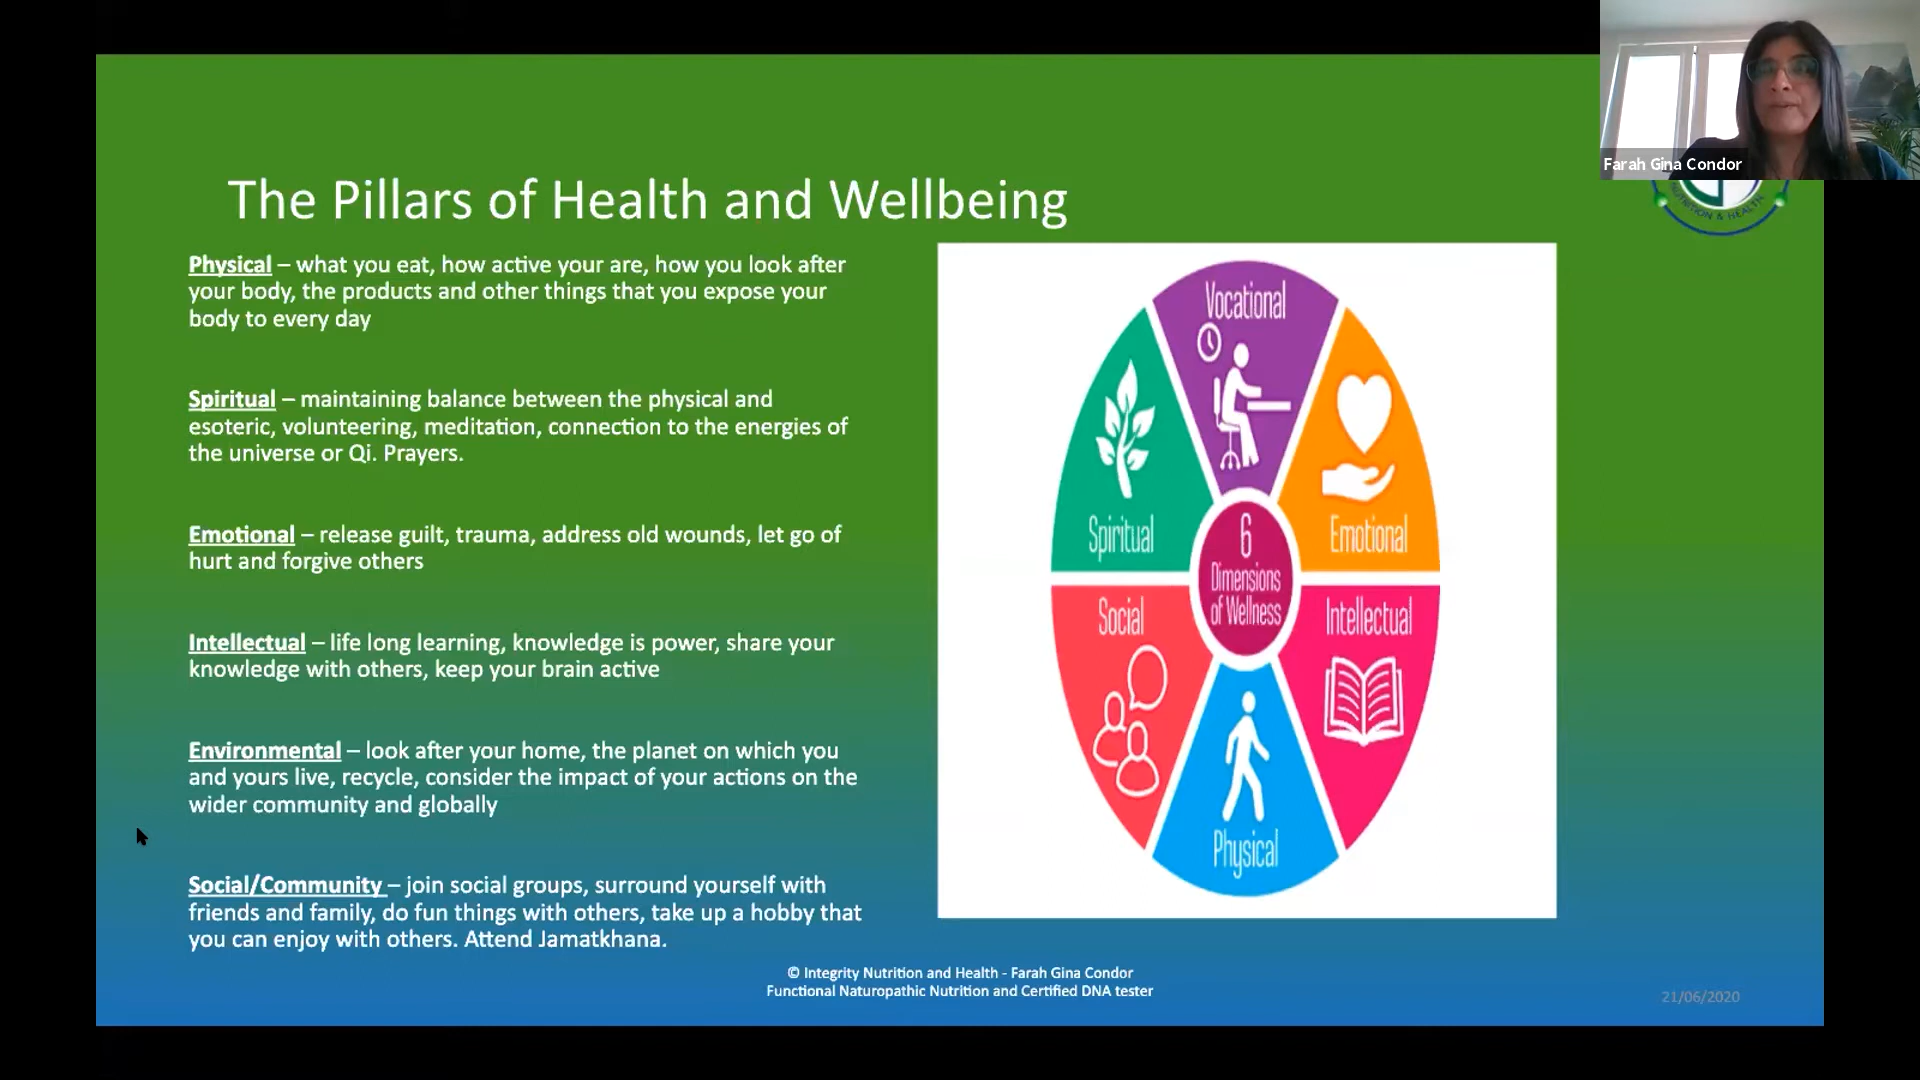 Farah Gina Condor
NUTRITION & HEALTH
The Pillars of Health and Wellbeing
Physical – what you eat, how active your are, how you look after
your body, the products and other things that you expose your
body to every day
Spiritual – maintaining balance between the physical and
esoteric, volunteering, meditation, connection to the energies of
the universe or Qi. Prayers.
Emotional – release guilt, trauma, address old wounds, let go of
hurt and forgive others
Intellectual – life long learning, knowledge is power, share your
knowledge with others, keep your brain active
Environmental – look after your home, the planet on which you
and yours live, recycle, consider the impact of your actions on the
wider community and globally
Social/Community – join social groups, surround yourself with
friends and family, do fun things with others, take up a hobby that
you can enjoy with others. Attend Jamatkhana.
Vocational
Spiritual
Emotional
6
Dimensions
of Wellness
Social
Intellectual
Physical
© Integrity Nutrition and Health - Farah Gina Condor
Functional Naturopathic Nutrition and Certified DNA tester
21/06/2020